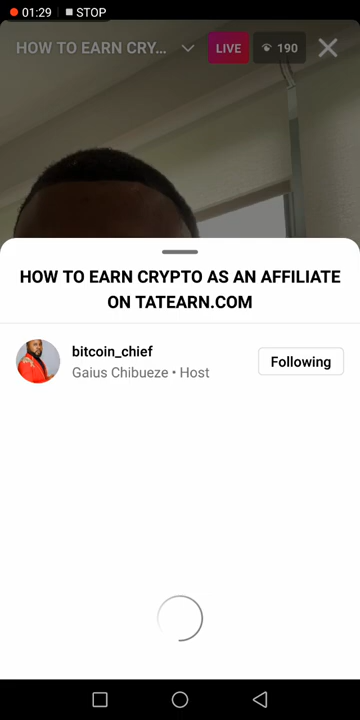 01:29 STOP
HOW TO EARN CRY... LIVE 190
HOW TO EARN CRYPTO AS AN AFFILIATE
ON TATEARN.COM
bitcoin_chief
Gaius Chibueze • Host
Following